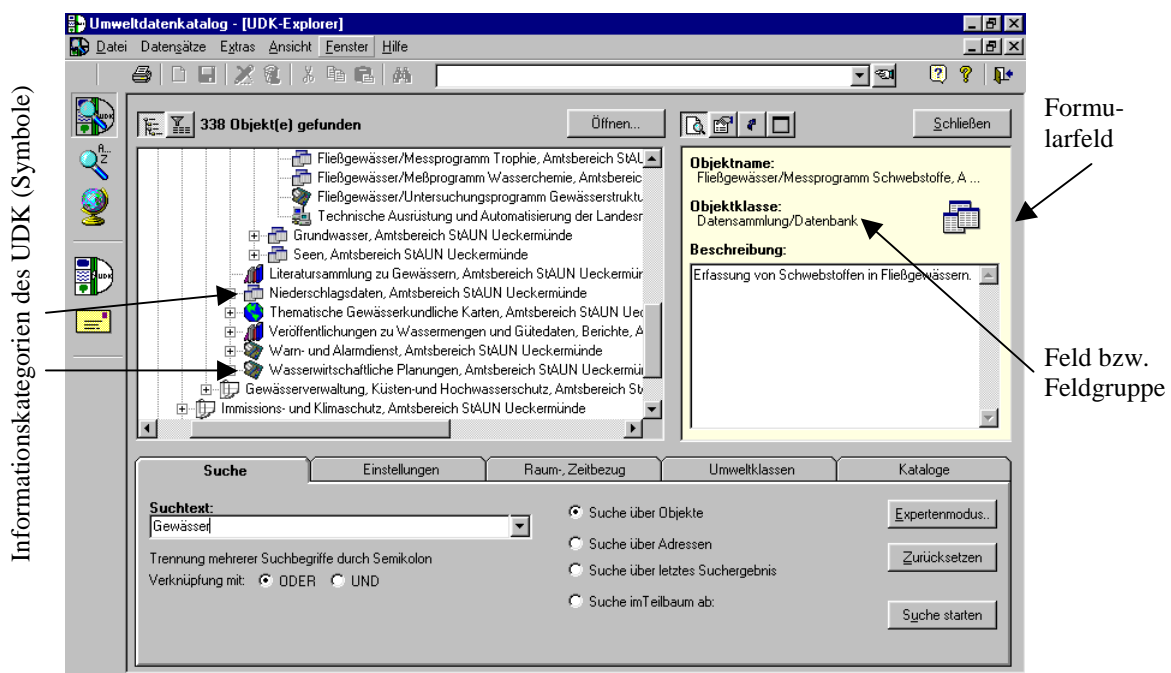 Umweltdatenkatalog - [UDK-Explorer]
Datei Datensätze Extras Ansicht Fenster Hilfe
Informationskategorien des UDK (Symbole)
UDK
A...
Z
UDK
338 Objekt(e) gefunden
Öffnen...
Fließgewässer/Messprogramm Trophie, Amtsbereich StAU
Fließgewässer/Meßprogramm Wasserchemie, Amtsbereic
Fließgewässer/Untersuchungsprogramm Gewässerstruktu
Technische Ausrüstung und Automatisierung der Landesr
Grundwasser, Amtsbereich StAUN Ueckermünde
Seen, Amtsbereich StAUN Ueckermünde
Literatursammlung zu Gewässern, Amtsbereich StAUN Ueckermür
Niederschlagsdaten, Amtsbereich StAUN Ueckermünde
Thematische Gewässerkundliche Karten, Amtsbereich StAUN Uec
Veröffentlichungen zu Wassermengen und Gütedaten, Berichte, A
Warn- und Alarmdienst, Amtsbereich StAUN Ueckermünde
Wasserwirtschaftliche Planungen, Amtsbereich StAUN Ueckermü
Gewässerverwaltung, Küsten-und Hochwasserschutz, Amtsbereich St
Immissions- und Klimaschutz, Amtsbereich StAUN Ueckermünde
Schließen
Objektname:
Fließgewässer/Messprogramm Schwebstoffe, A ...
Objektklasse:
Datensammlung/Datenbank
Beschreibung:
Erfassung von Schwebstoffen in Fließgewässern.
Formu-
larfeld
Feld bzw.
Feldgruppe
Suche Einstellungen Raum-, Zeitbezug Umweltklassen Kataloge
Suchtext:
Gewässer
Trennung mehrerer Suchbegriffe durch Semikolon
Verknüpfung mit: ODER UND
Suche über Objekte
Suche über Adressen
Suche über letztes Suchergebnis
Suche imTeilbaum ab:
Expertenmodus..
Zurücksetzen
Suche starten